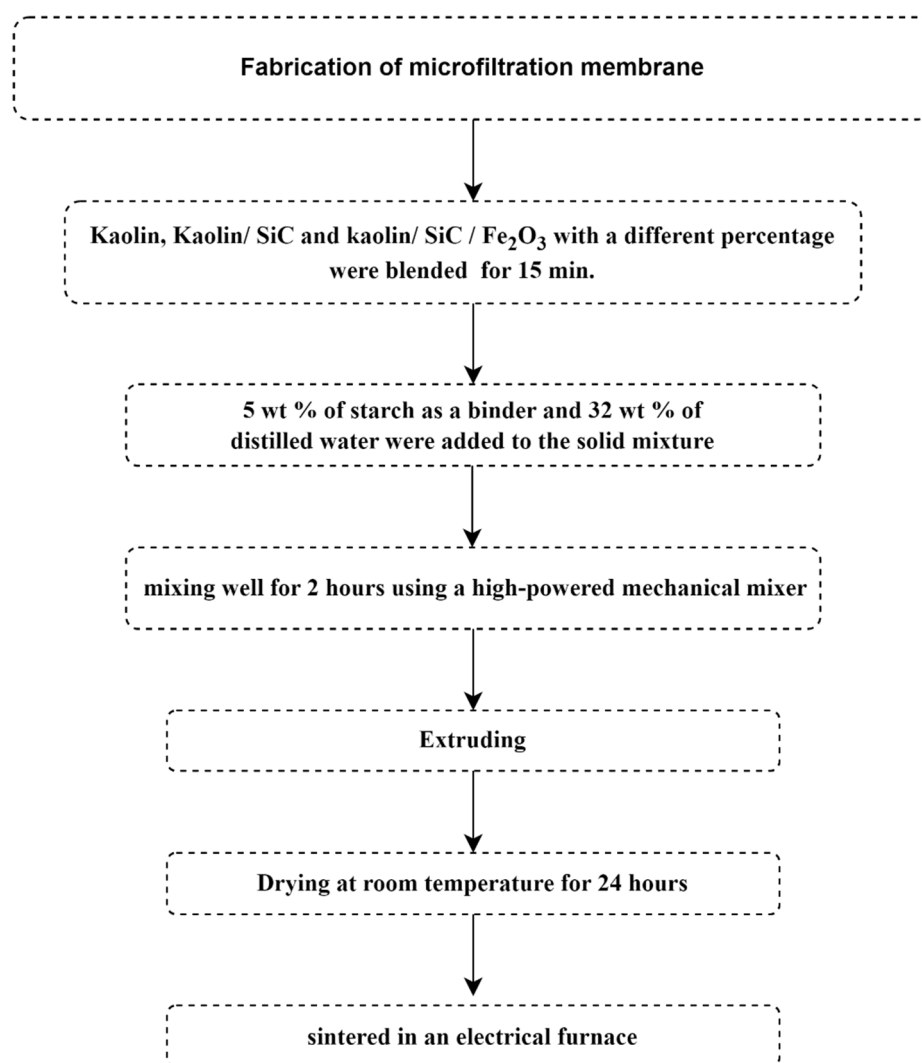 Fabrication of microfiltration membrane
Kaolin, Kaolin/ SiC and kaolin/ SiC / Fe₂O₃ with a different percentage
were blended for 15 min.
5 wt % of starch as a binder and 32 wt % of
distilled water were added to the solid mixture
mixing well for 2 hours using a high-powered mechanical mixer
Extruding
Drying at room temperature for 24 hours
sintered in an electrical furnace